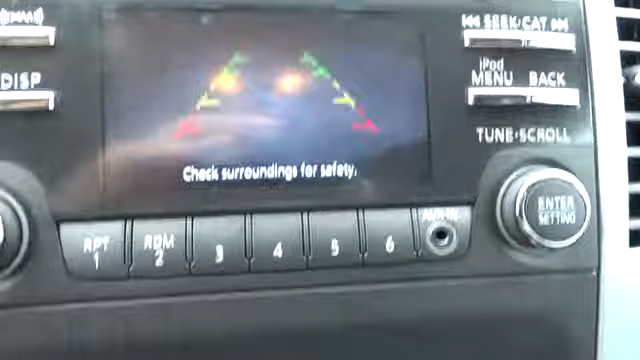 SEEK·CAT
DISP
iPod
MENU BACK
TUNE·SCROLL
Check surroundings for safety.
ENTER
SETTING
RPT
1
RDM
2
3
4
5
6
AUX-IN